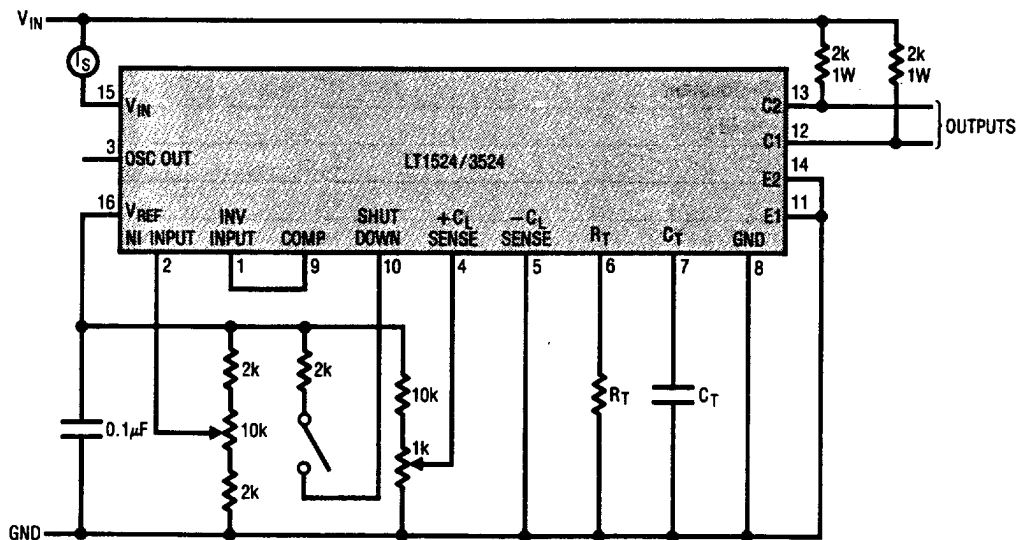 V_IN
I_S
2k
1W
2k
1W
15
V_IN
C2
13
3
OSC OUT
LT1524/3524
C1
12
OUTPUTS
E2
14
16
V_REF
E1
11
NI INPUT
INV
INPUT
COMP
SHUT
DOWN
+C_L
SENSE
−C_L
SENSE
R_T
C_T
GND
2
1
9
10
4
5
6
7
8
2k
2k
10k
R_T
C_T
0.1μF
10k
1k
2k
GND